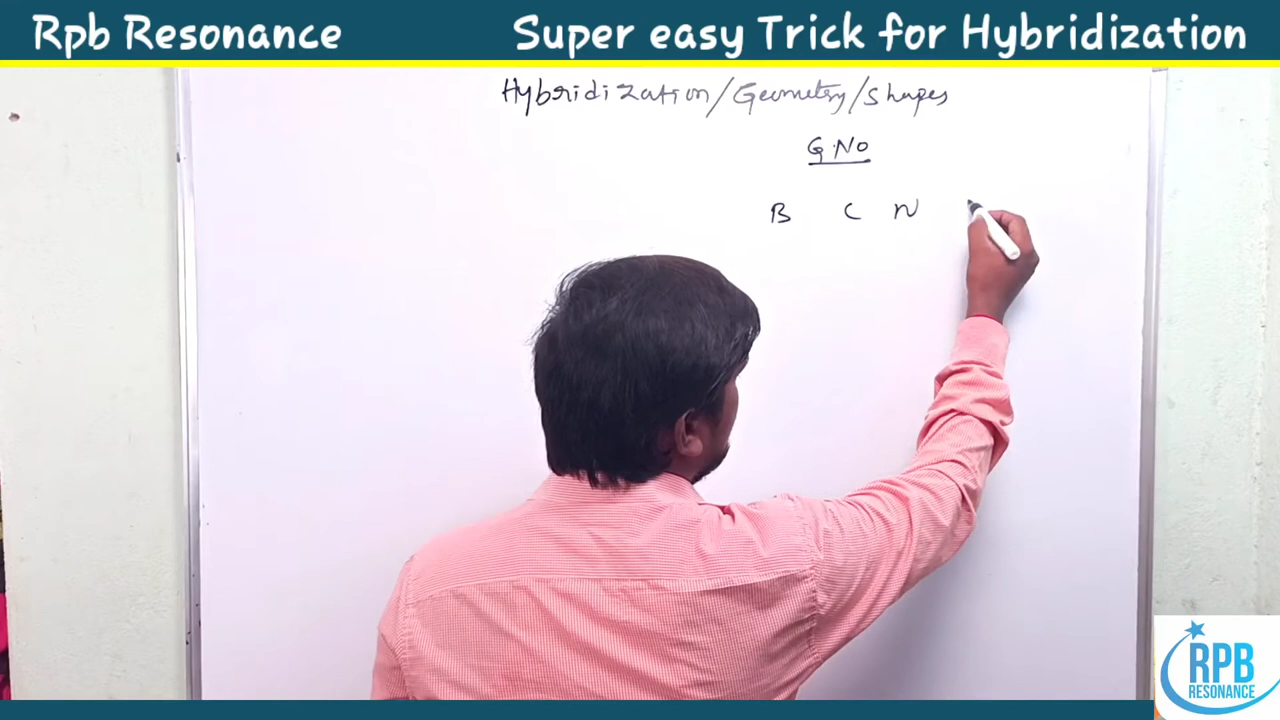 Rpb Resonance
Super easy Trick for Hybridization
Hybridization/Geometry/Shapes
G.No
B C N
RPB
RESONANCE